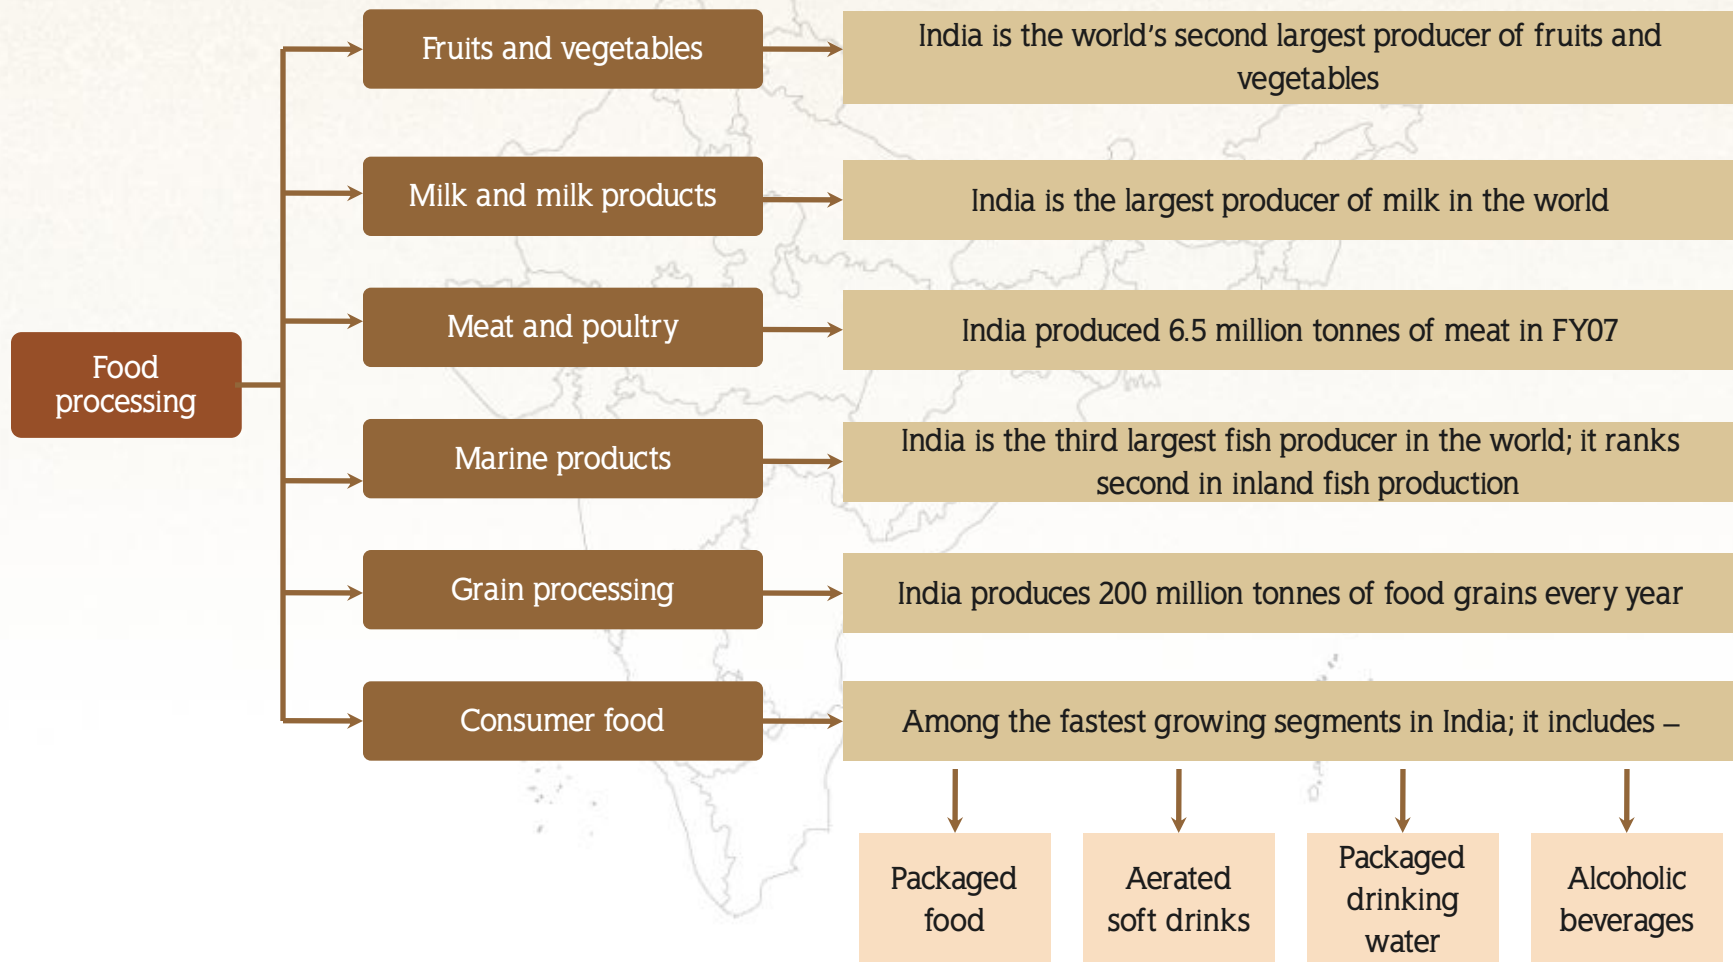 Fruits and vegetables
India is the world's second largest producer of fruits and
vegetables
Milk and milk products
India is the largest producer of milk in the world
Meat and poultry
India produced 6.5 million tonnes of meat in FY07
Food
processing
Marine products
India is the third largest fish producer in the world; it ranks
second in inland fish production
Grain processing
India produces 200 million tonnes of food grains every year
Consumer food
Among the fastest growing segments in India; it includes –
Packaged
food
Aerated
soft drinks
Packaged
drinking
water
Alcoholic
beverages